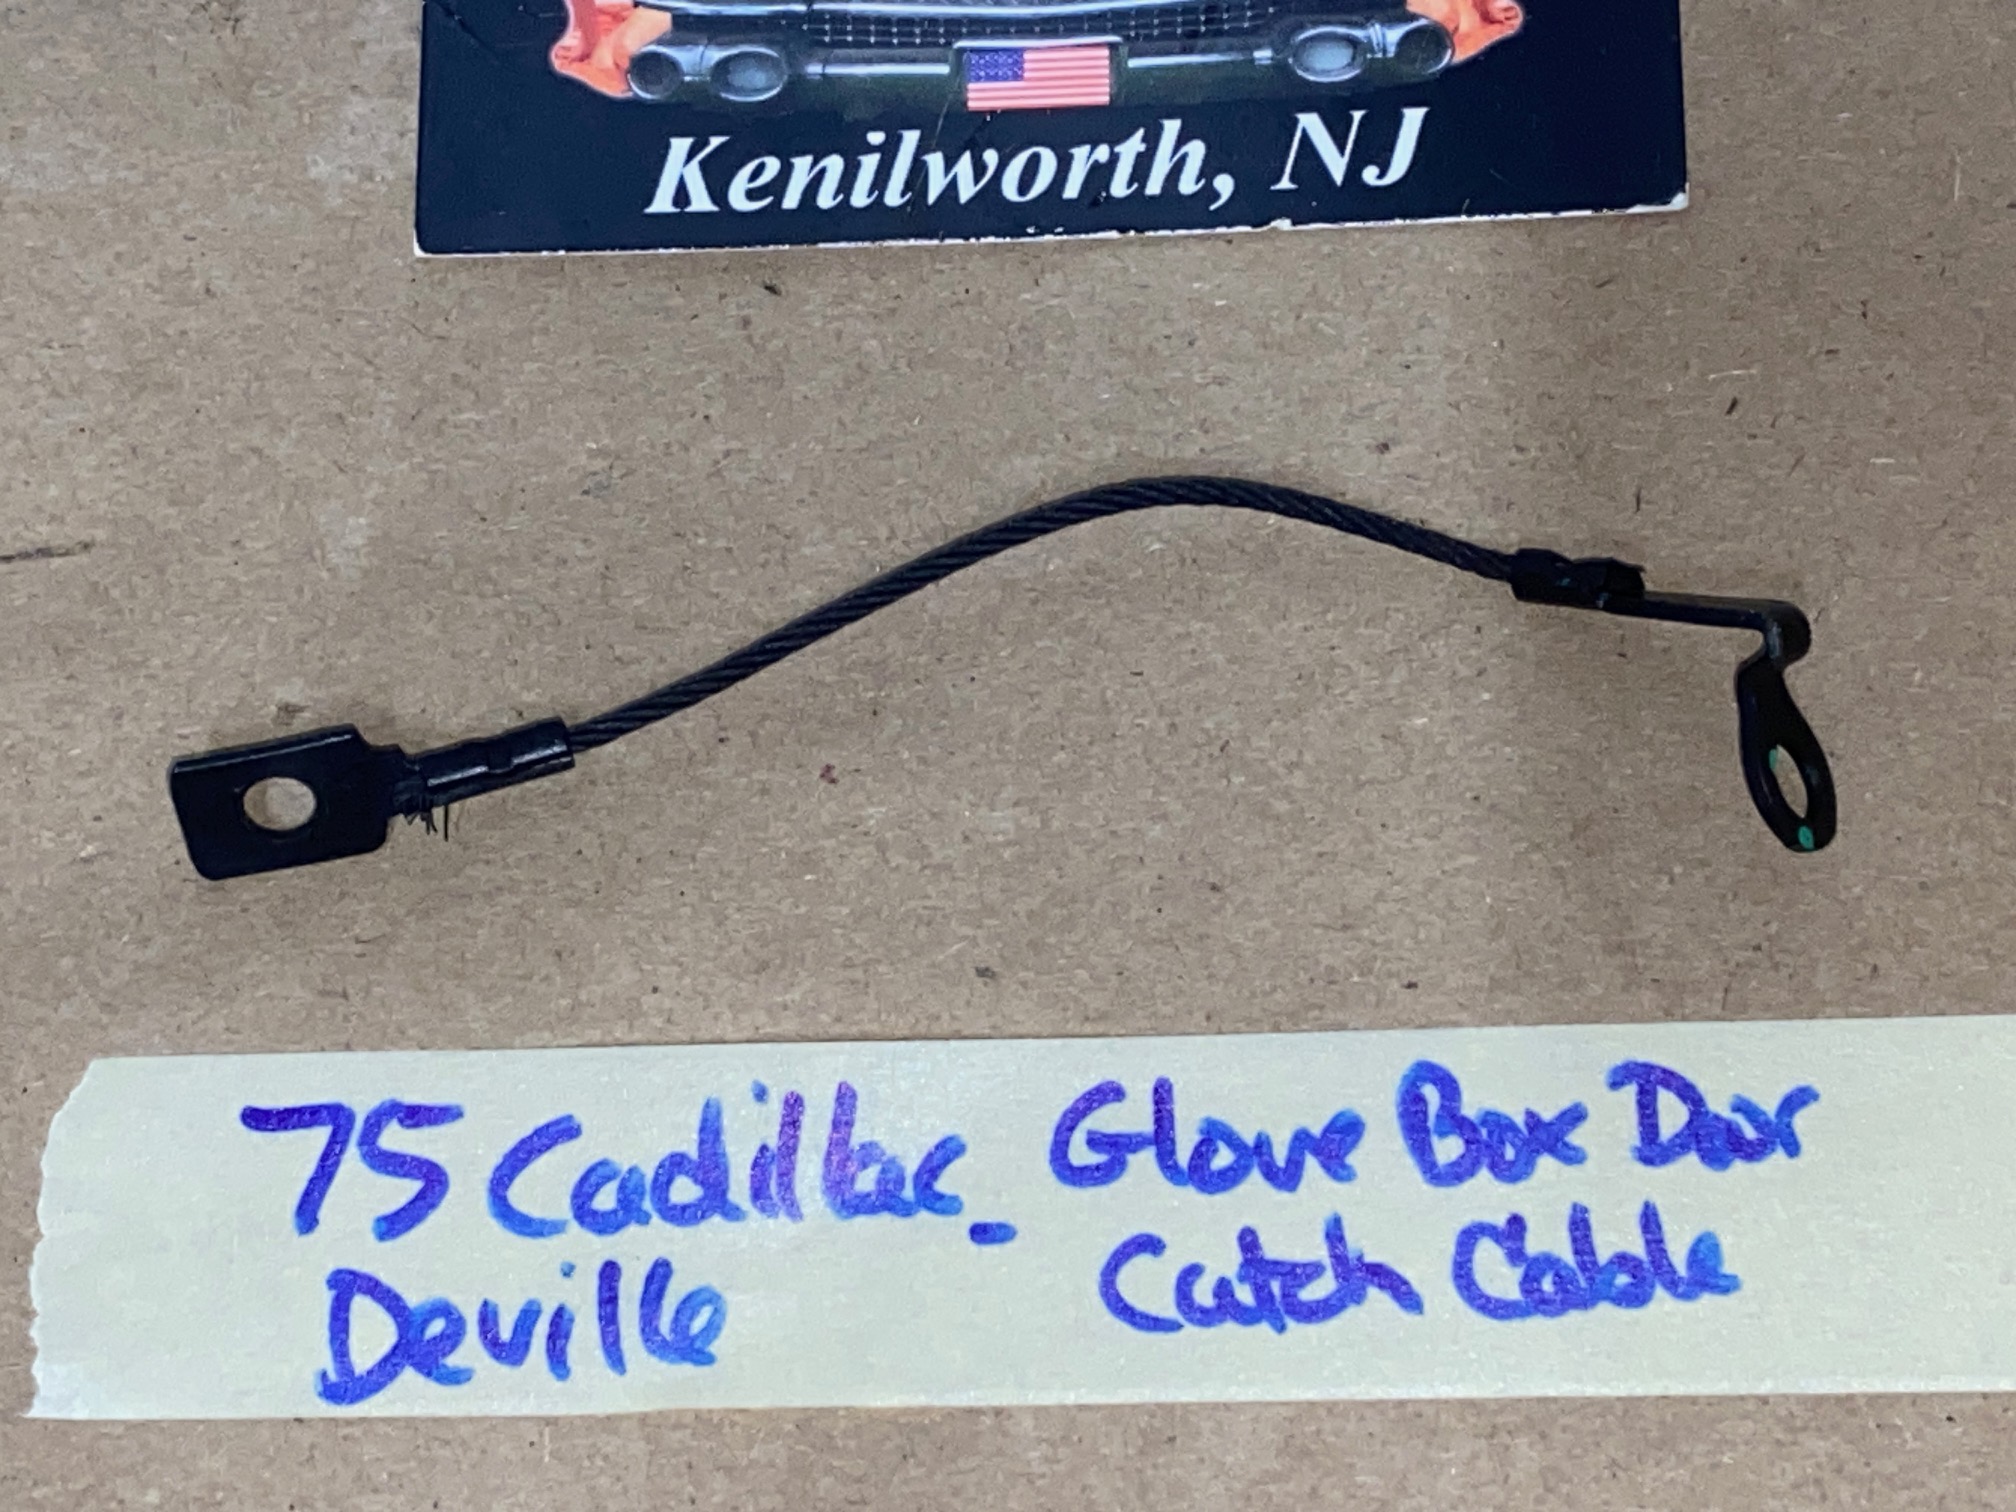 Kenilworth, NJ
75 Cadillac - Glove Box Door
Deville Catch Cable